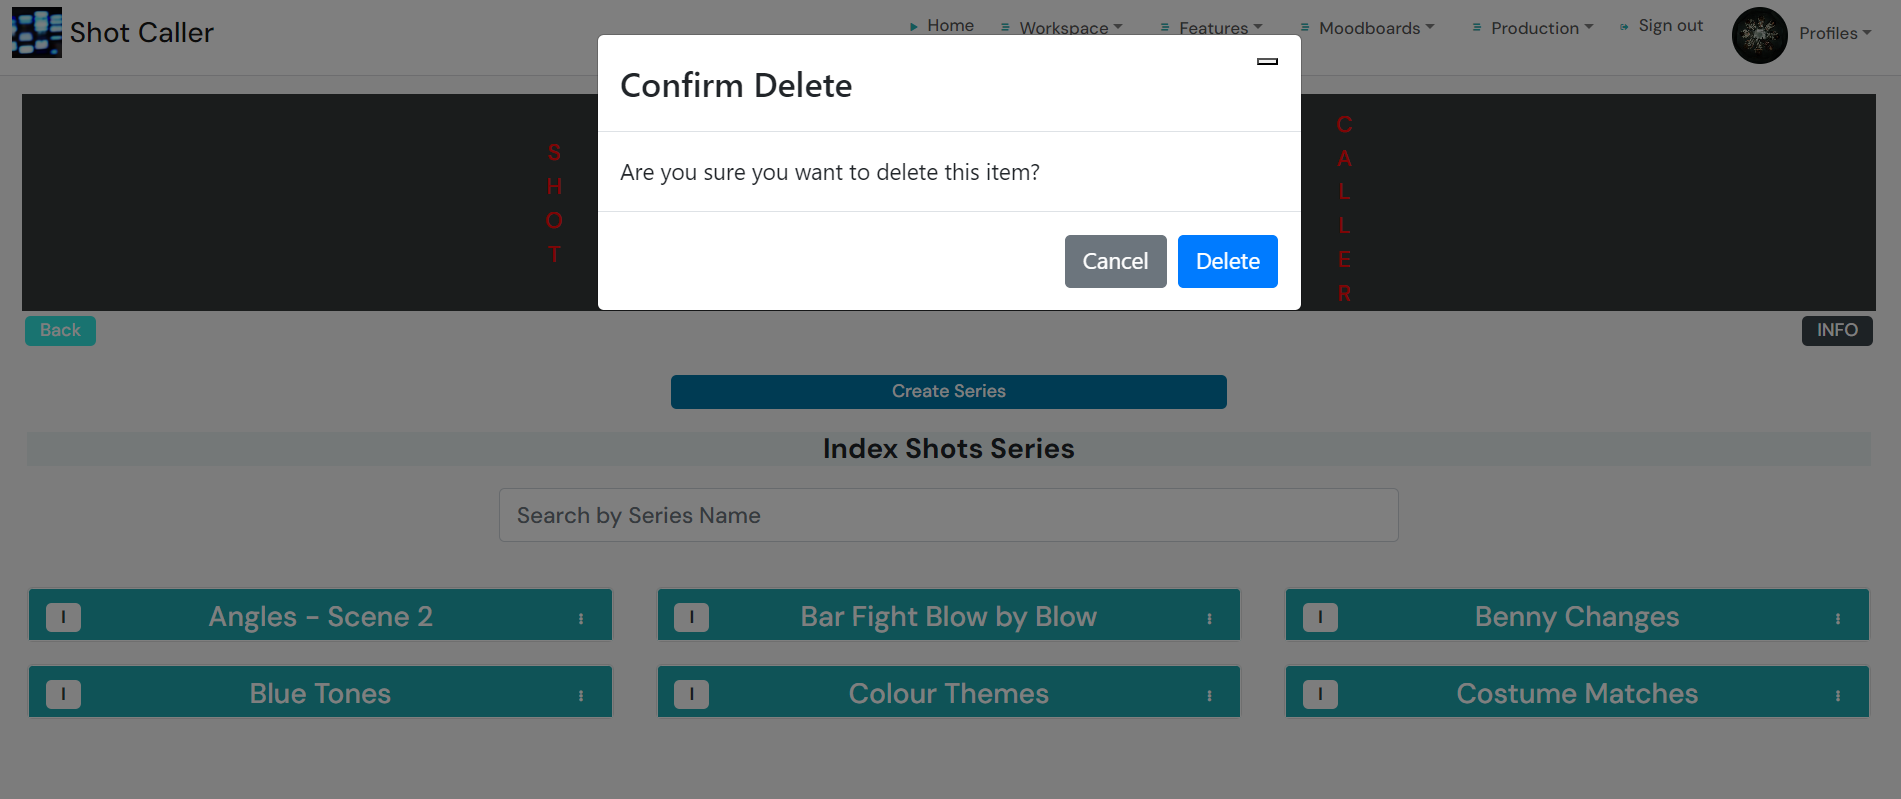 Shot Caller
Home
Workspace
Features
Moodboards
Production
Sign out
Profiles
Confirm Delete
Are you sure you want to delete this item?
Cancel
Delete
S
H
O
T
C
A
L
L
E
R
Back
INFO
Create Series
Index Shots Series
Search by Series Name
I
Angles - Scene 2
I
Bar Fight Blow by Blow
I
Benny Changes
I
Blue Tones
I
Colour Themes
I
Costume Matches